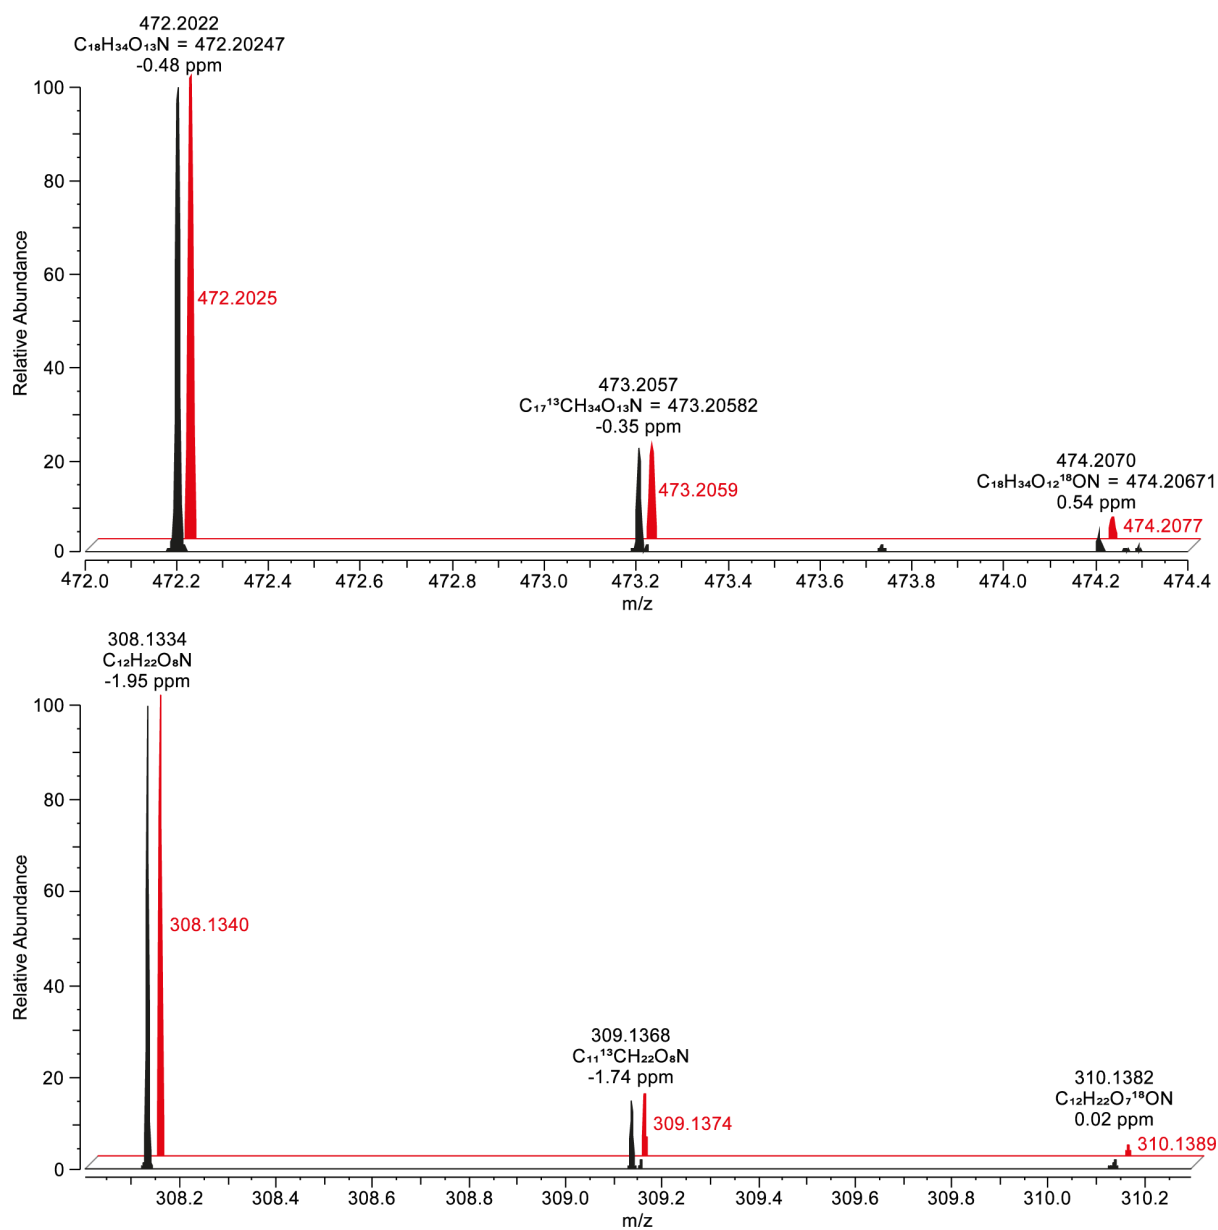 472.2022
C₁₈H₃₄O₁₃N = 472.20247
-0.48 ppm
100
80
60
40
20
0
Relative Abundance
472.2025
473.2057
C₁₇¹³CH₃₄O₁₃N = 473.20582
-0.35 ppm
473.2059
474.2070
C₁₈H₃₄O₁₂¹⁸ON = 474.20671
0.54 ppm
474.2077
472.0 472.2 472.4 472.6 472.8 473.0 473.2 473.4 473.6 473.8 474.0 474.2 474.4
m/z
308.1334
C₁₂H₂₂O₈N
-1.95 ppm
100
80
60
40
20
0
Relative Abundance
308.1340
309.1368
C₁₁¹³CH₂₂O₈N
-1.74 ppm
309.1374
310.1382
C₁₂H₂₂O₇¹⁸ON
0.02 ppm
310.1389
308.2 308.4 308.6 308.8 309.0 309.2 309.4 309.6 309.8 310.0 310.2
m/z